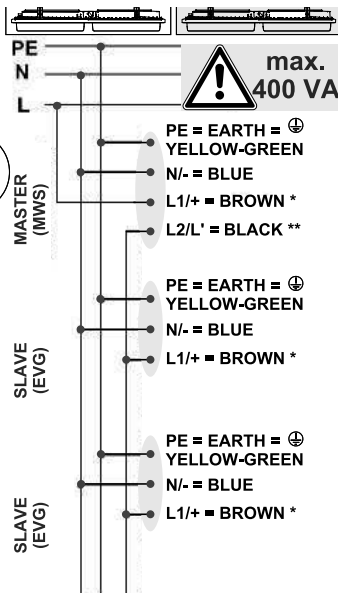 PE
N
L
max.
400 VA
MASTER
(MWS)
PE = EARTH = ⏚
YELLOW-GREEN
N/- = BLUE
L1/+ = BROWN *
L2/L' = BLACK **
SLAVE
(EVG)
PE = EARTH = ⏚
YELLOW-GREEN
N/- = BLUE
L1/+ = BROWN *
SLAVE
(EVG)
PE = EARTH = ⏚
YELLOW-GREEN
N/- = BLUE
L1/+ = BROWN *